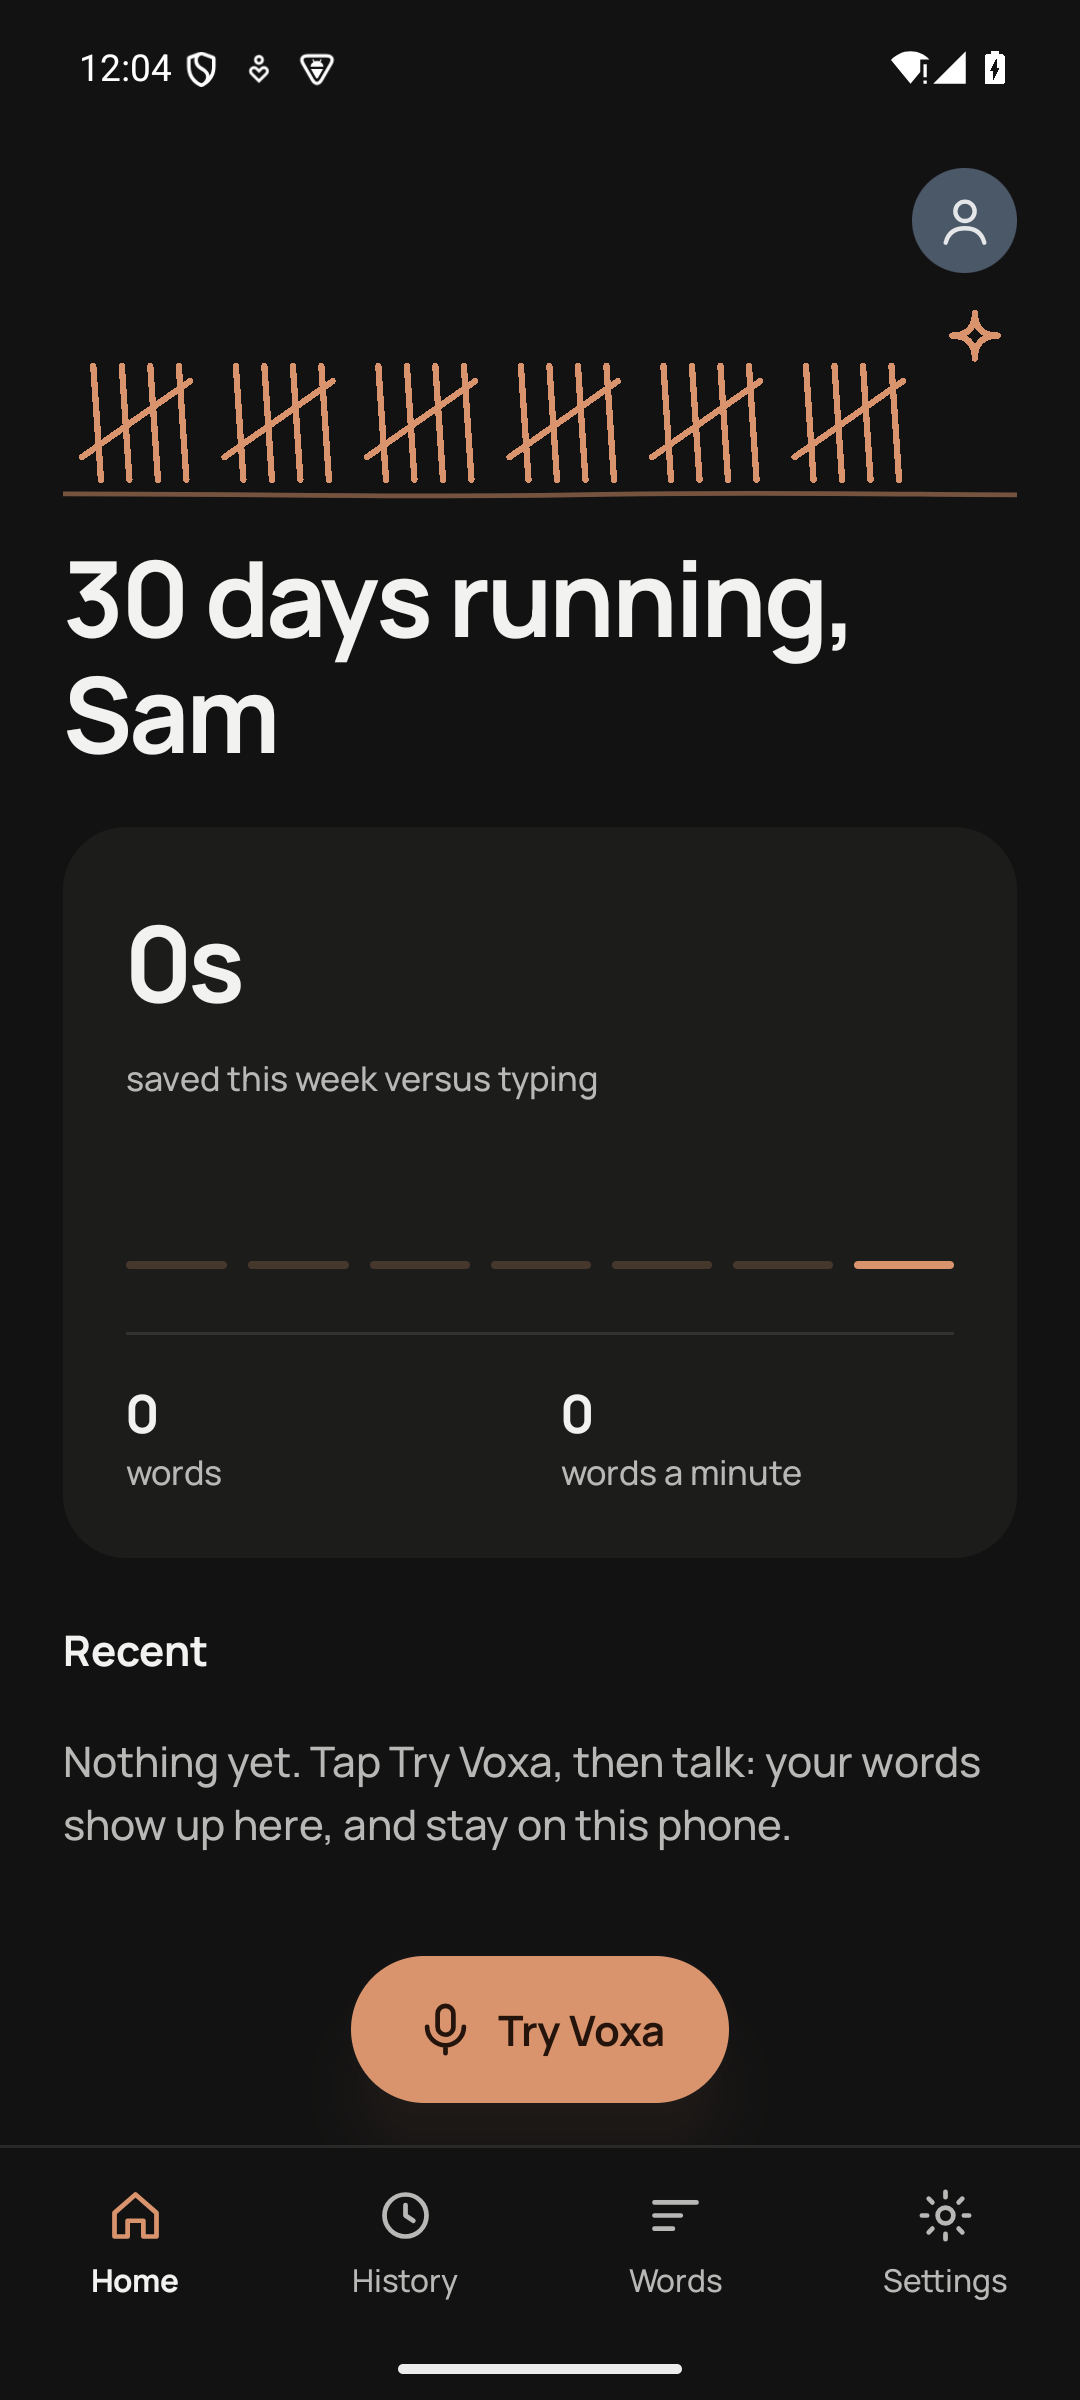 12:04
30 days running,
Sam
0s
saved this week versus typing
0
words
0
words a minute
Recent
Nothing yet. Tap Try Voxa, then talk: your words
show up here, and stay on this phone.
Try Voxa
Home
History
Words
Settings